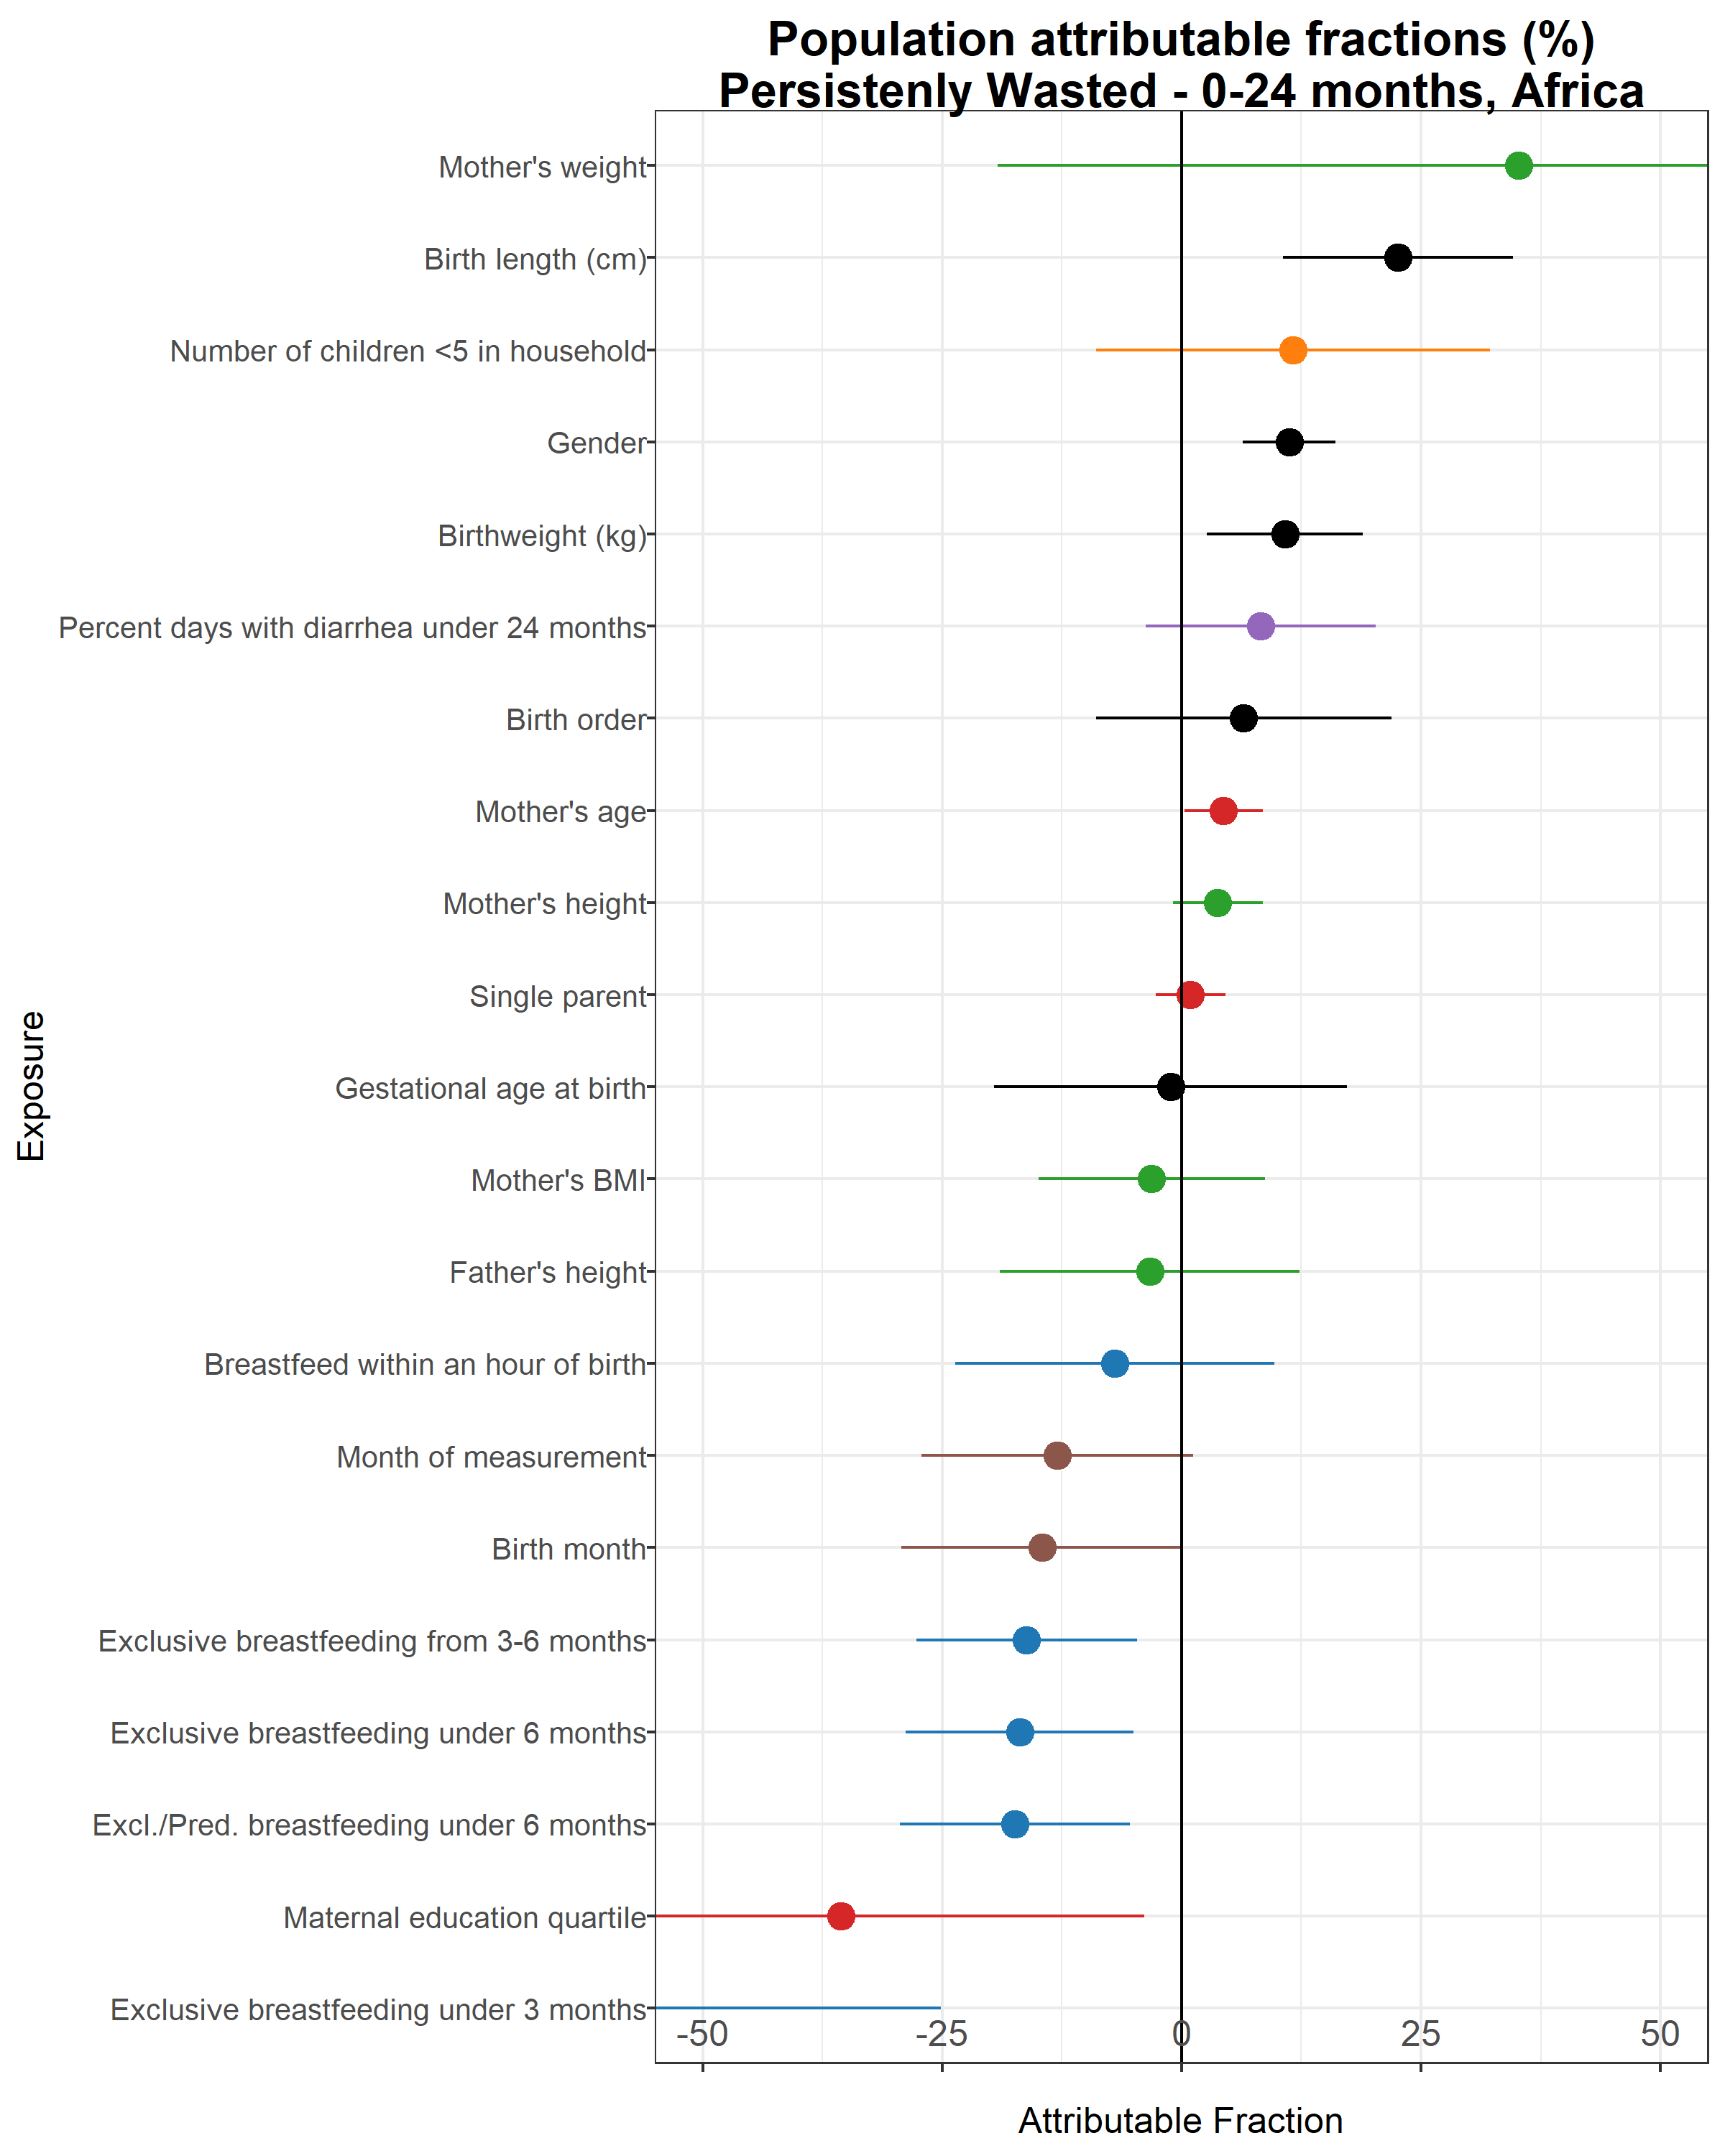 Population attributable fractions (%)
Persistenly Wasted - 0-24 months, Africa
Mother's weight
Birth length (cm)
Number of children <5 in household
Gender
Birthweight (kg)
Percent days with diarrhea under 24 months
Birth order
Mother's age
Mother's height
Single parent
Gestational age at birth
Mother's BMI
Father's height
Breastfeed within an hour of birth
Month of measurement
Birth month
Exclusive breastfeeding from 3-6 months
Exclusive breastfeeding under 6 months
Excl./Pred. breastfeeding under 6 months
Maternal education quartile
Exclusive breastfeeding under 3 months
Exposure
-50 -25 0 25 50
Attributable Fraction